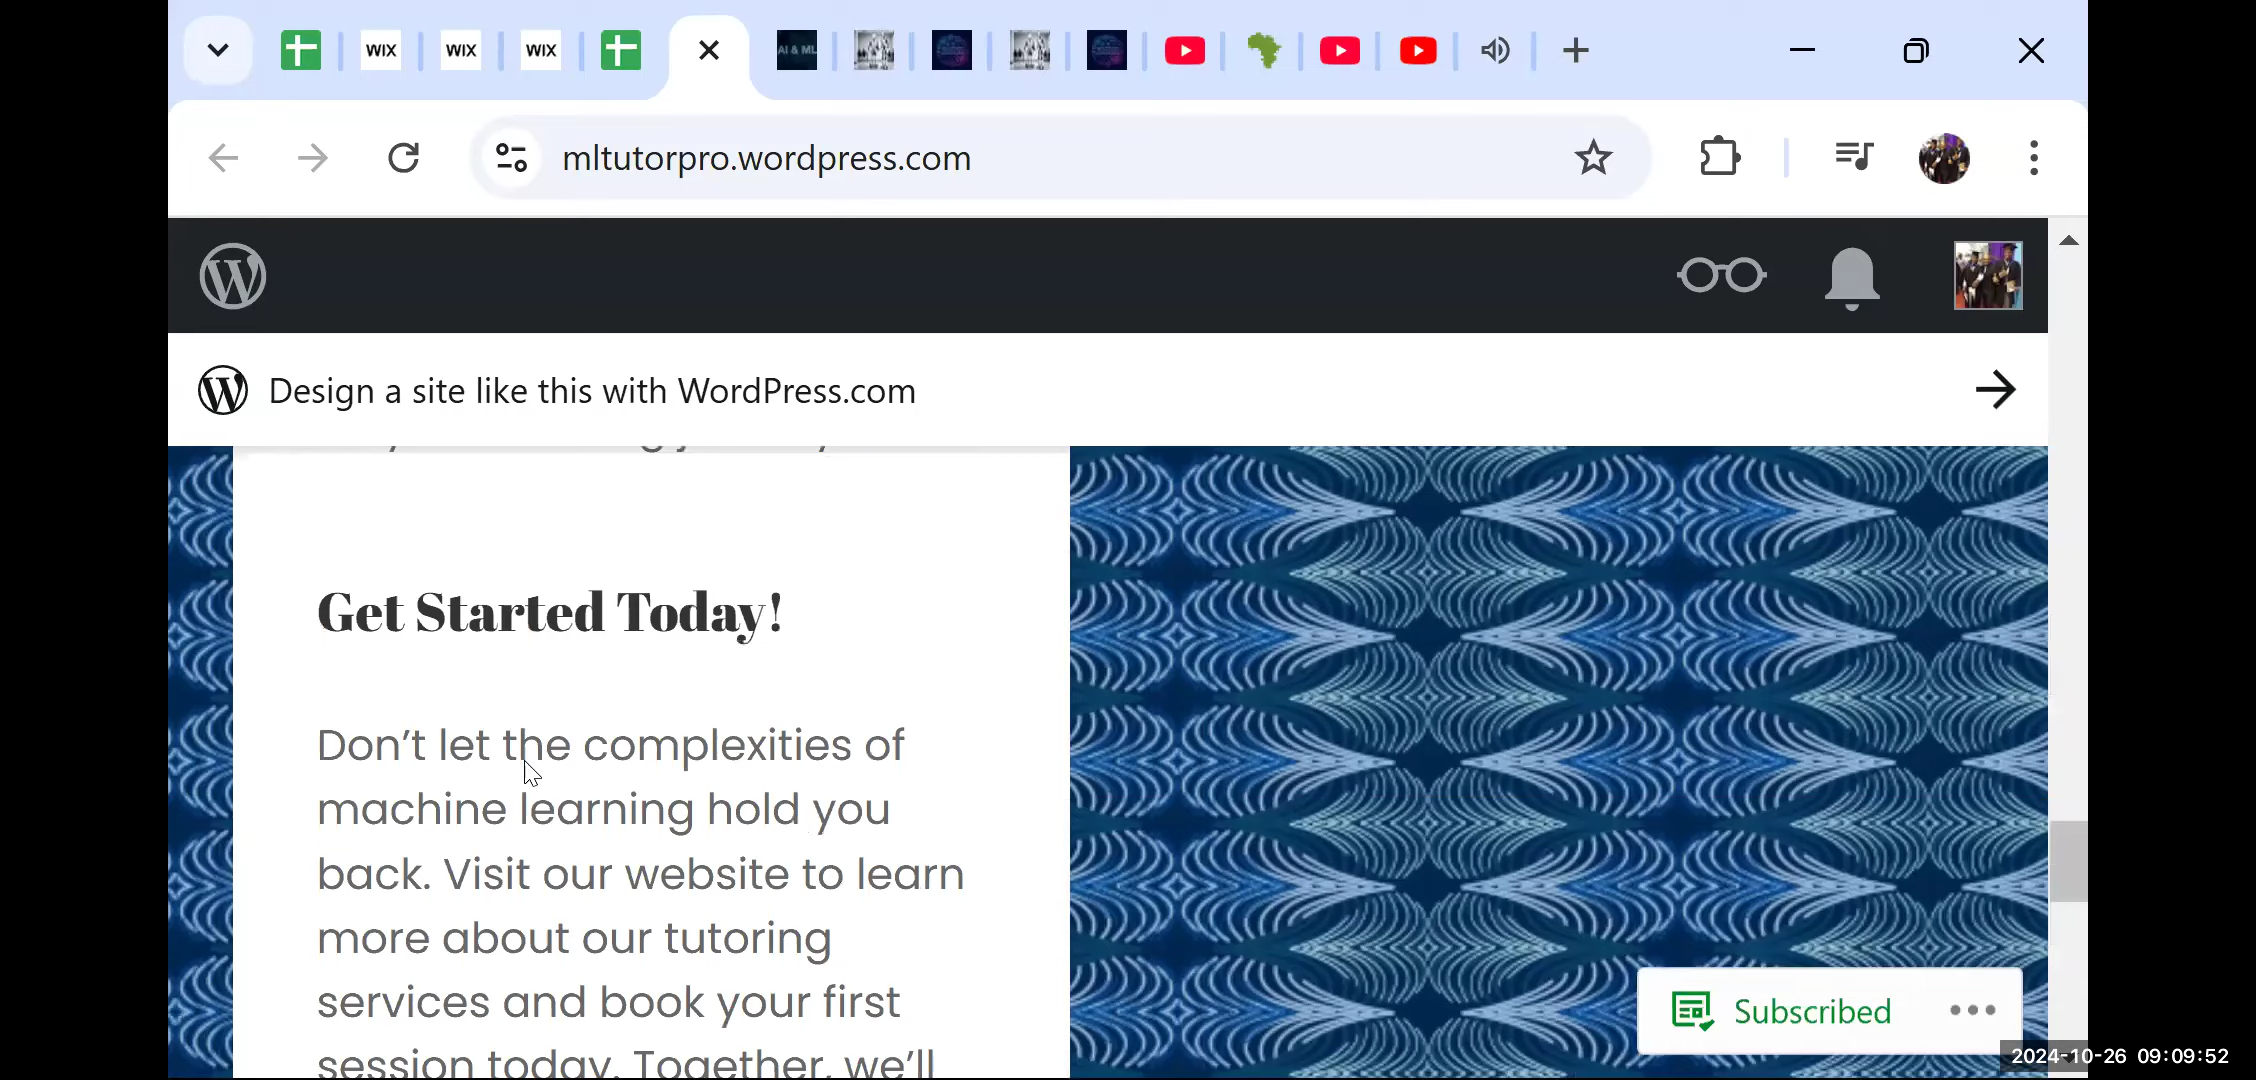 WIX
WIX
WIX
AI & ML
mltutorpro.wordpress.com
Design a site like this with WordPress.com
Get Started Today!
Don’t let the complexities of
machine learning hold you
back. Visit our website to learn
more about our tutoring
services and book your first
session today. Together, we’ll
Subscribed
2024-10-26 09:09:52